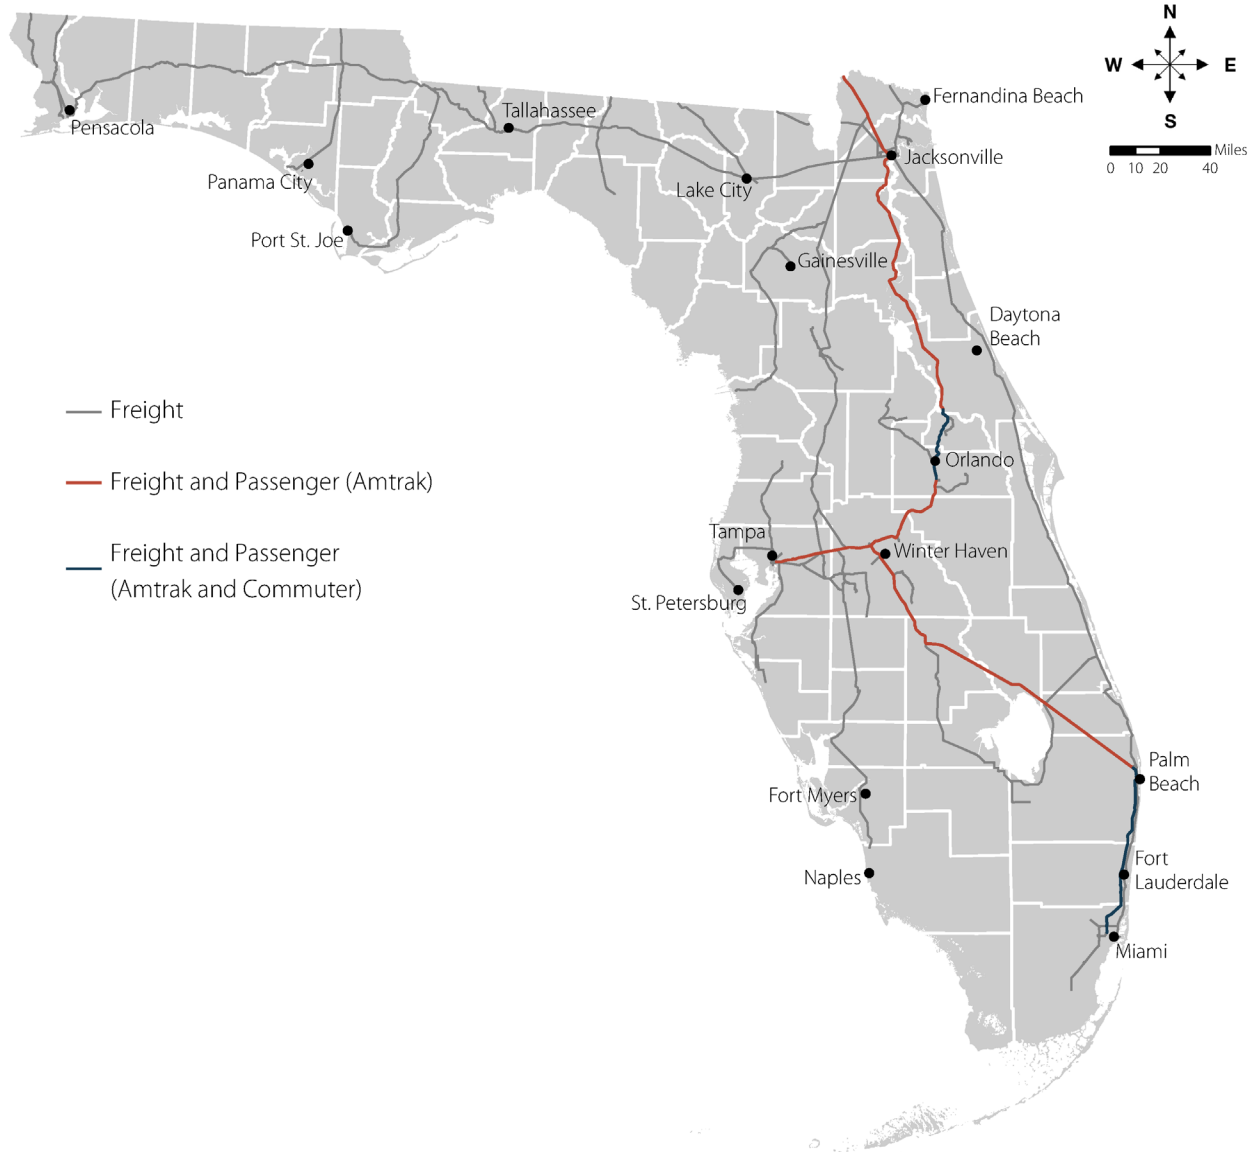 N
W E
S
Miles
0 10 20 40
Fernandina Beach
Pensacola
Tallahassee
Jacksonville
Panama City
Lake City
Port St. Joe
Gainesville
Daytona
Beach
Freight
Freight and Passenger (Amtrak)
Freight and Passenger
(Amtrak and Commuter)
Orlando
Tampa
Winter Haven
St. Petersburg
Palm
Beach
Fort Myers
Fort
Lauderdale
Naples
Miami